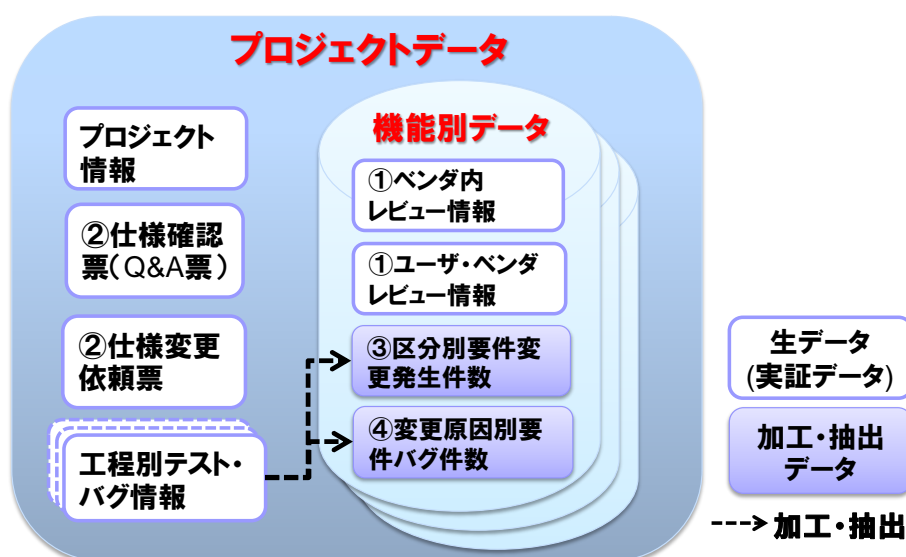 プロジェクトデータ
プロジェクト
情報
②仕様確認
票(Q&A票)
②仕様変更
依頼票
工程別テスト・
バグ情報
機能別データ
①ベンダ内
レビュー情報
①ユーザ・ベンダ
レビュー情報
③区分別要件変
更発生件数
④変更原因別要
件バグ件数
生データ
(実証データ)
加工・抽出
データ
加工・抽出